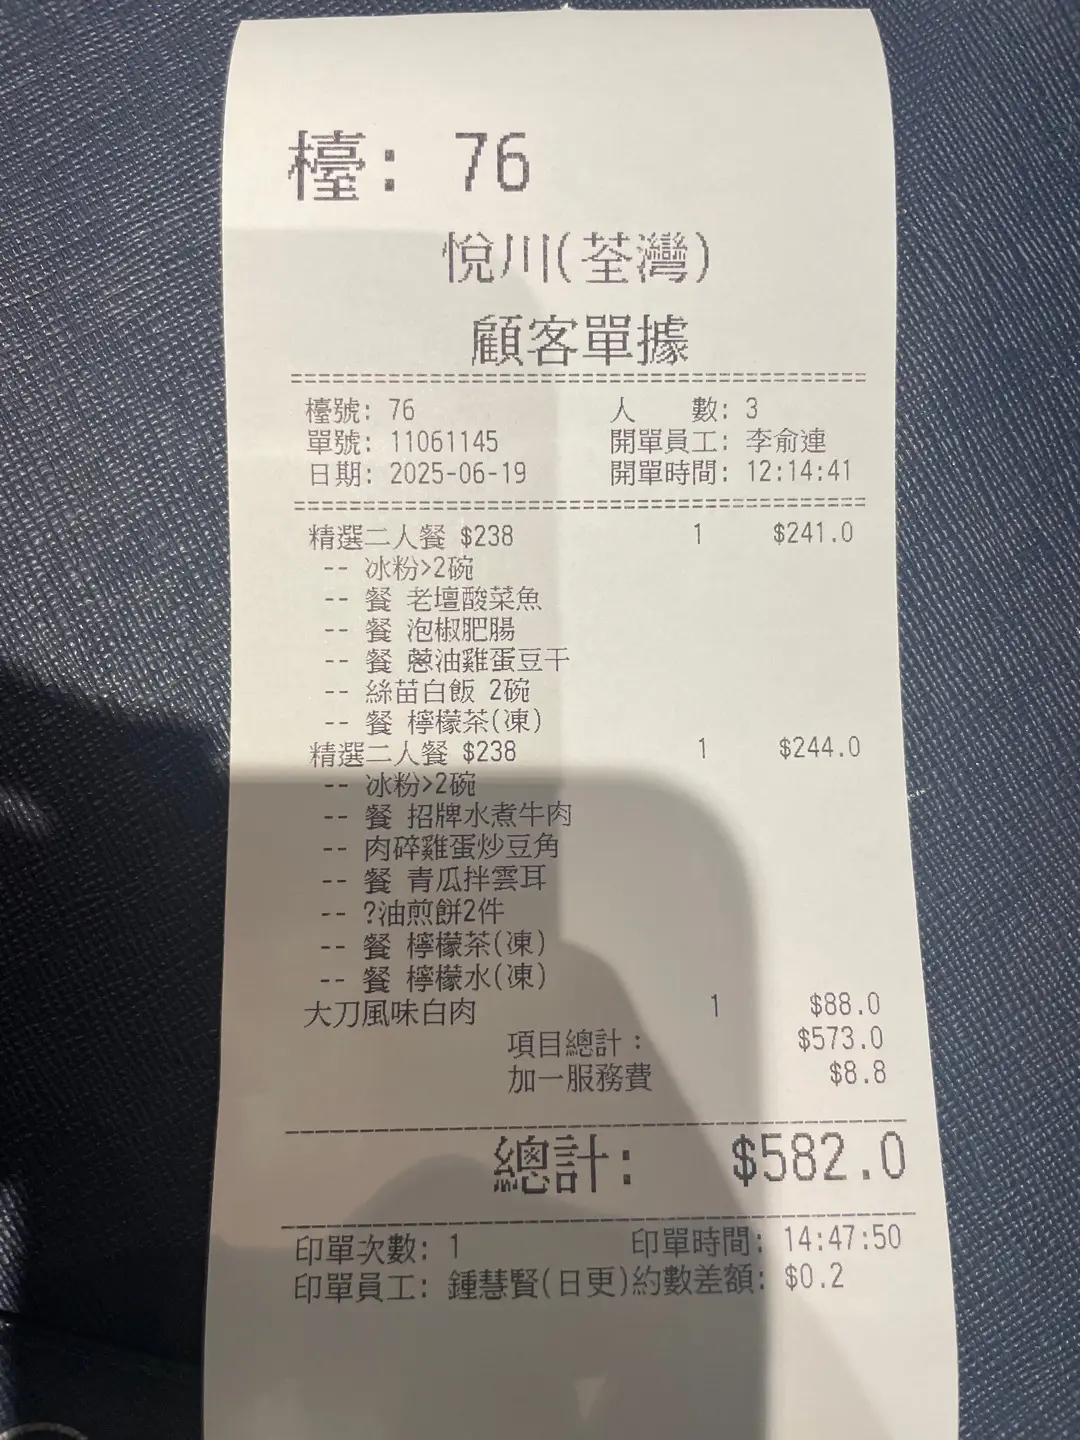 檯: 76
悅川(荃灣)
顧客單據
檯號: 76 人 數: 3
單號: 11061145 開單員工: 李俞連
日期: 2025-06-19 開單時間: 12:14:41
精選二人餐 $238 1 $241.0
-- 冰粉>2碗
-- 餐 老壇酸菜魚
-- 餐 泡椒肥腸
-- 餐 蔥油雞蛋豆干
-- 絲苗白飯 2碗
-- 餐 檸檬茶(凍)
精選二人餐 $238 1 $244.0
-- 冰粉>2碗
-- 餐 招牌水煮牛肉
-- 肉碎雞蛋炒豆角
-- 餐 青瓜拌雲耳
-- ?油煎餅2件
-- 餐 檸檬茶(凍)
-- 餐 檸檬水(凍)
大刀風味白肉 1 $88.0
項目總計: $573.0
加一服務費 $8.8
總計: $582.0
印單次數: 1 印單時間: 14:47:50
印單員工: 鍾慧賢(日更)約數差額: $0.2